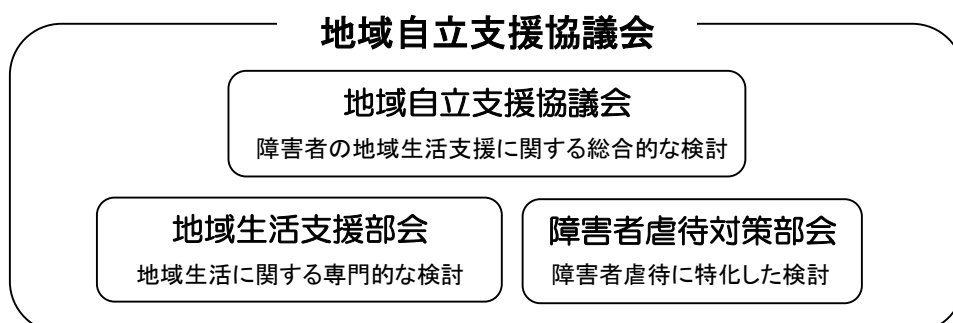 地域自立支援協議会
地域自立支援協議会
障害者の地域生活支援に関する総合的な検討
地域生活支援部会
地域生活に関する専門的な検討
障害者虐待対策部会
障害者虐待に特化した検討